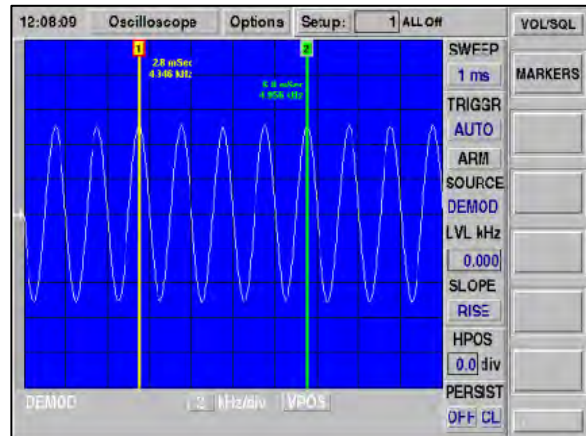 12:08:09 Oscilloscope Options Setup: 1 ALL Off
VOL/SQL
MARKERS
1
2.8 mSec
4.346 kHz
2
kHz
SWEEP
1 ms
TRIGGR
AUTO
ARM
SOURCE
DEMOD
LVL kHz
0.000
SLOPE
RISE
HPOS
0.0 div
PERSIST
OFF CL
DEMOD 2 kHz/div VPOS